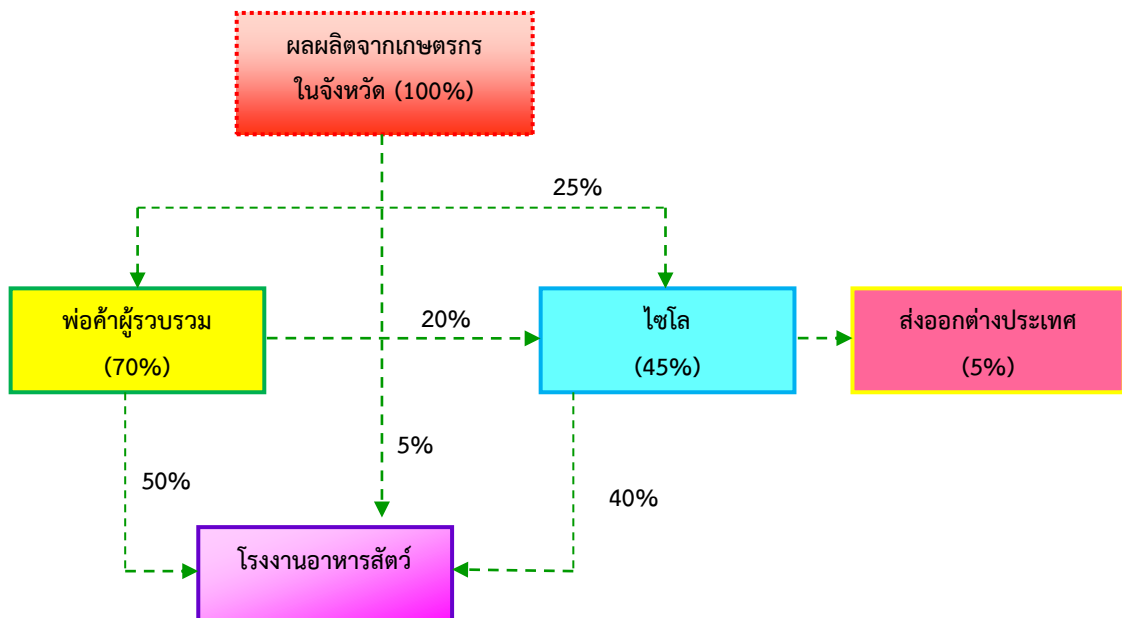 ผลผลิตจากเกษตรกร
ในจังหวัด (100%)
25%
พ่อค้าผู้รวบรวม
(70%)
20%
ไซโล
(45%)
ส่งออกต่างประเทศ
(5%)
5%
50%
40%
โรงงานอาหารสัตว์